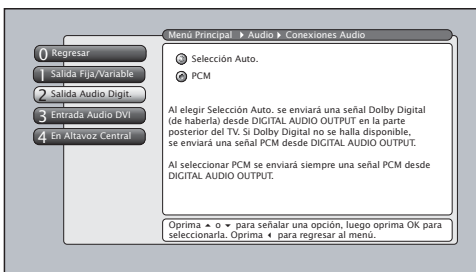 Menú Principal ▶ Audio ▶ Conexiones Audio
0 Regresar
1 Salida Fija/Variable
2 Salida Audio Digit.
3 Entrada Audio DVI
4 En Altavoz Central
Selección Auto.
PCM
Al elegir Selección Auto. se enviará una señal Dolby Digital
(de haberla) desde DIGITAL AUDIO OUTPUT en la parte
posterior del TV. Si Dolby Digital no se halla disponible,
se enviará una señal PCM desde DIGITAL AUDIO OUTPUT.
Al seleccionar PCM se enviará siempre una señal PCM desde
DIGITAL AUDIO OUTPUT.
Oprima ▲ o ▼ para señalar una opción, luego oprima OK para
seleccionarla. Oprima ◀ para regresar al menú.